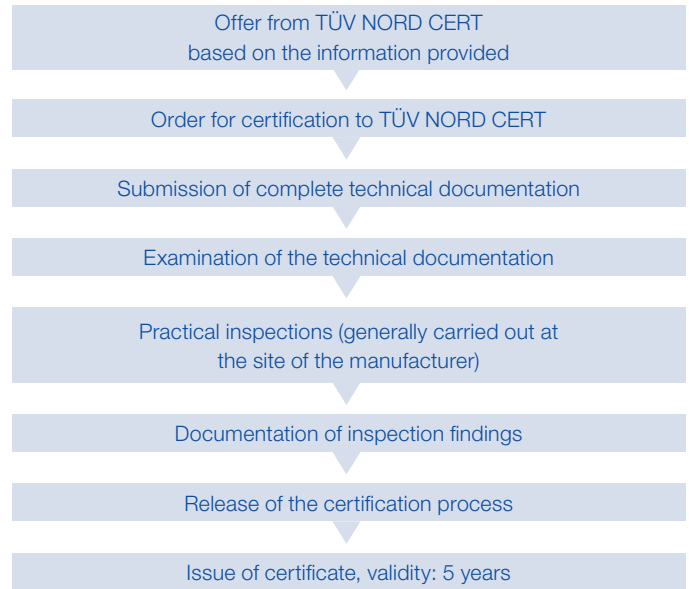 Offer from TÜV NORD CERT
based on the information provided
Order for certification to TÜV NORD CERT
Submission of complete technical documentation
Examination of the technical documentation
Practical inspections (generally carried out at
the site of the manufacturer)
Documentation of inspection findings
Release of the certification process
Issue of certificate, validity: 5 years